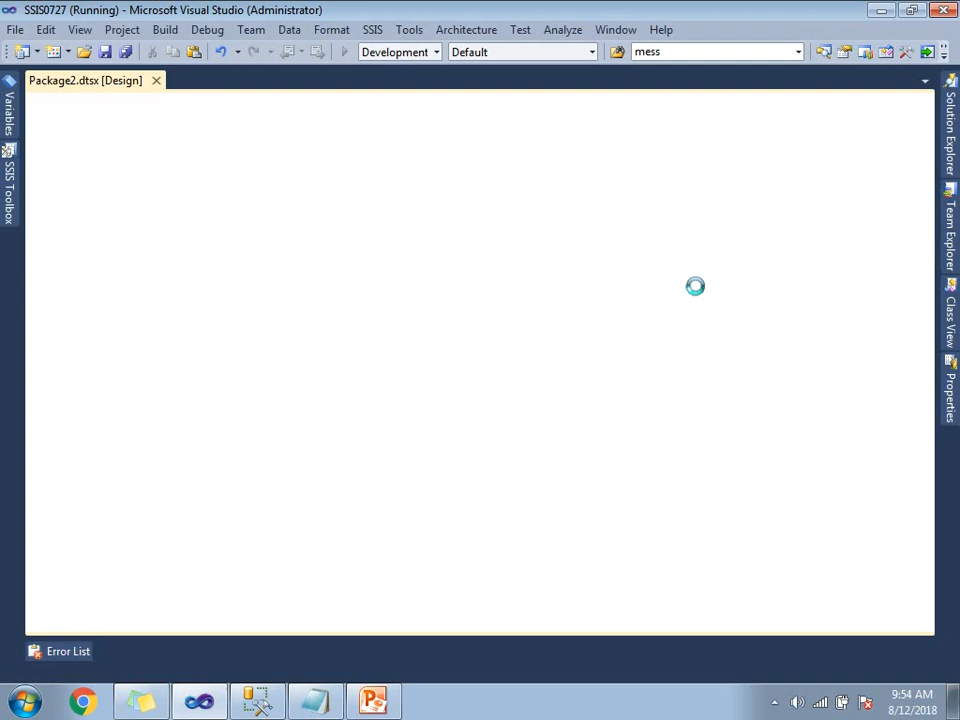 SSIS0727 (Running) - Microsoft Visual Studio (Administrator)
File Edit View Project Build Debug Team Data Format SSIS Tools Architecture Test Analyze Window Help
Development Default mess
Package2.dtsx [Design]
Variables
SSIS Toolbox
Solution Explorer
Team Explorer
Class View
Properties
Error List
9:54 AM
8/12/2018